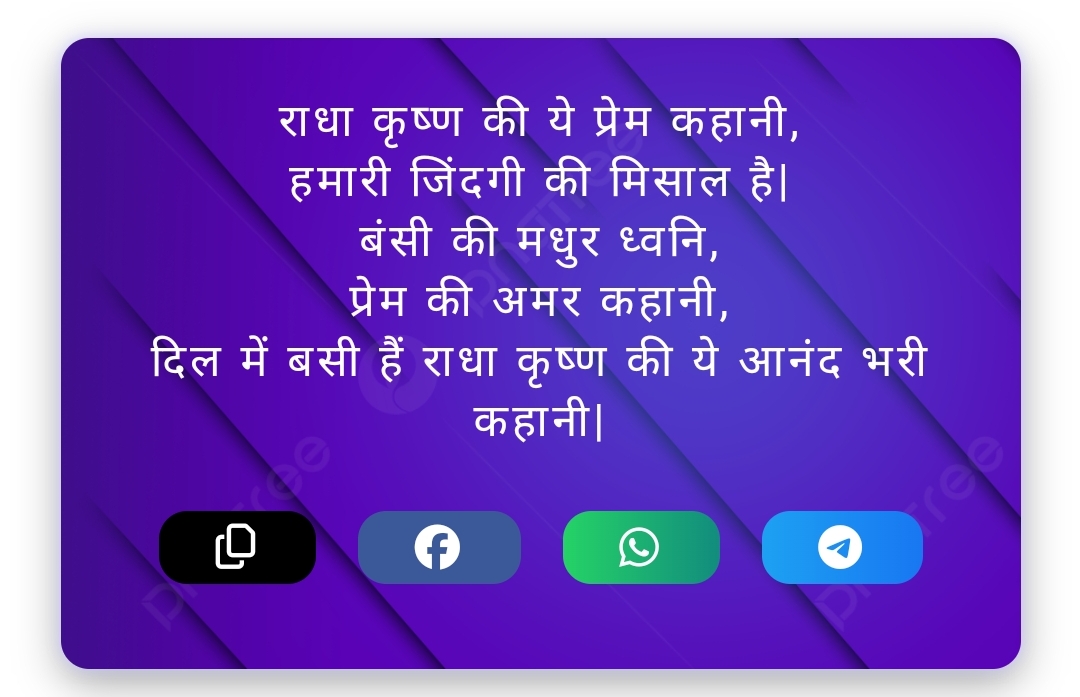 राधा कृष्ण की ये प्रेम कहानी,
हमारी जिंदगी की मिसाल है|
बंसी की मधुर ध्वनि,
प्रेम की अमर कहानी,
दिल में बसी हैं राधा कृष्ण की ये आनंद भरी
कहानी|